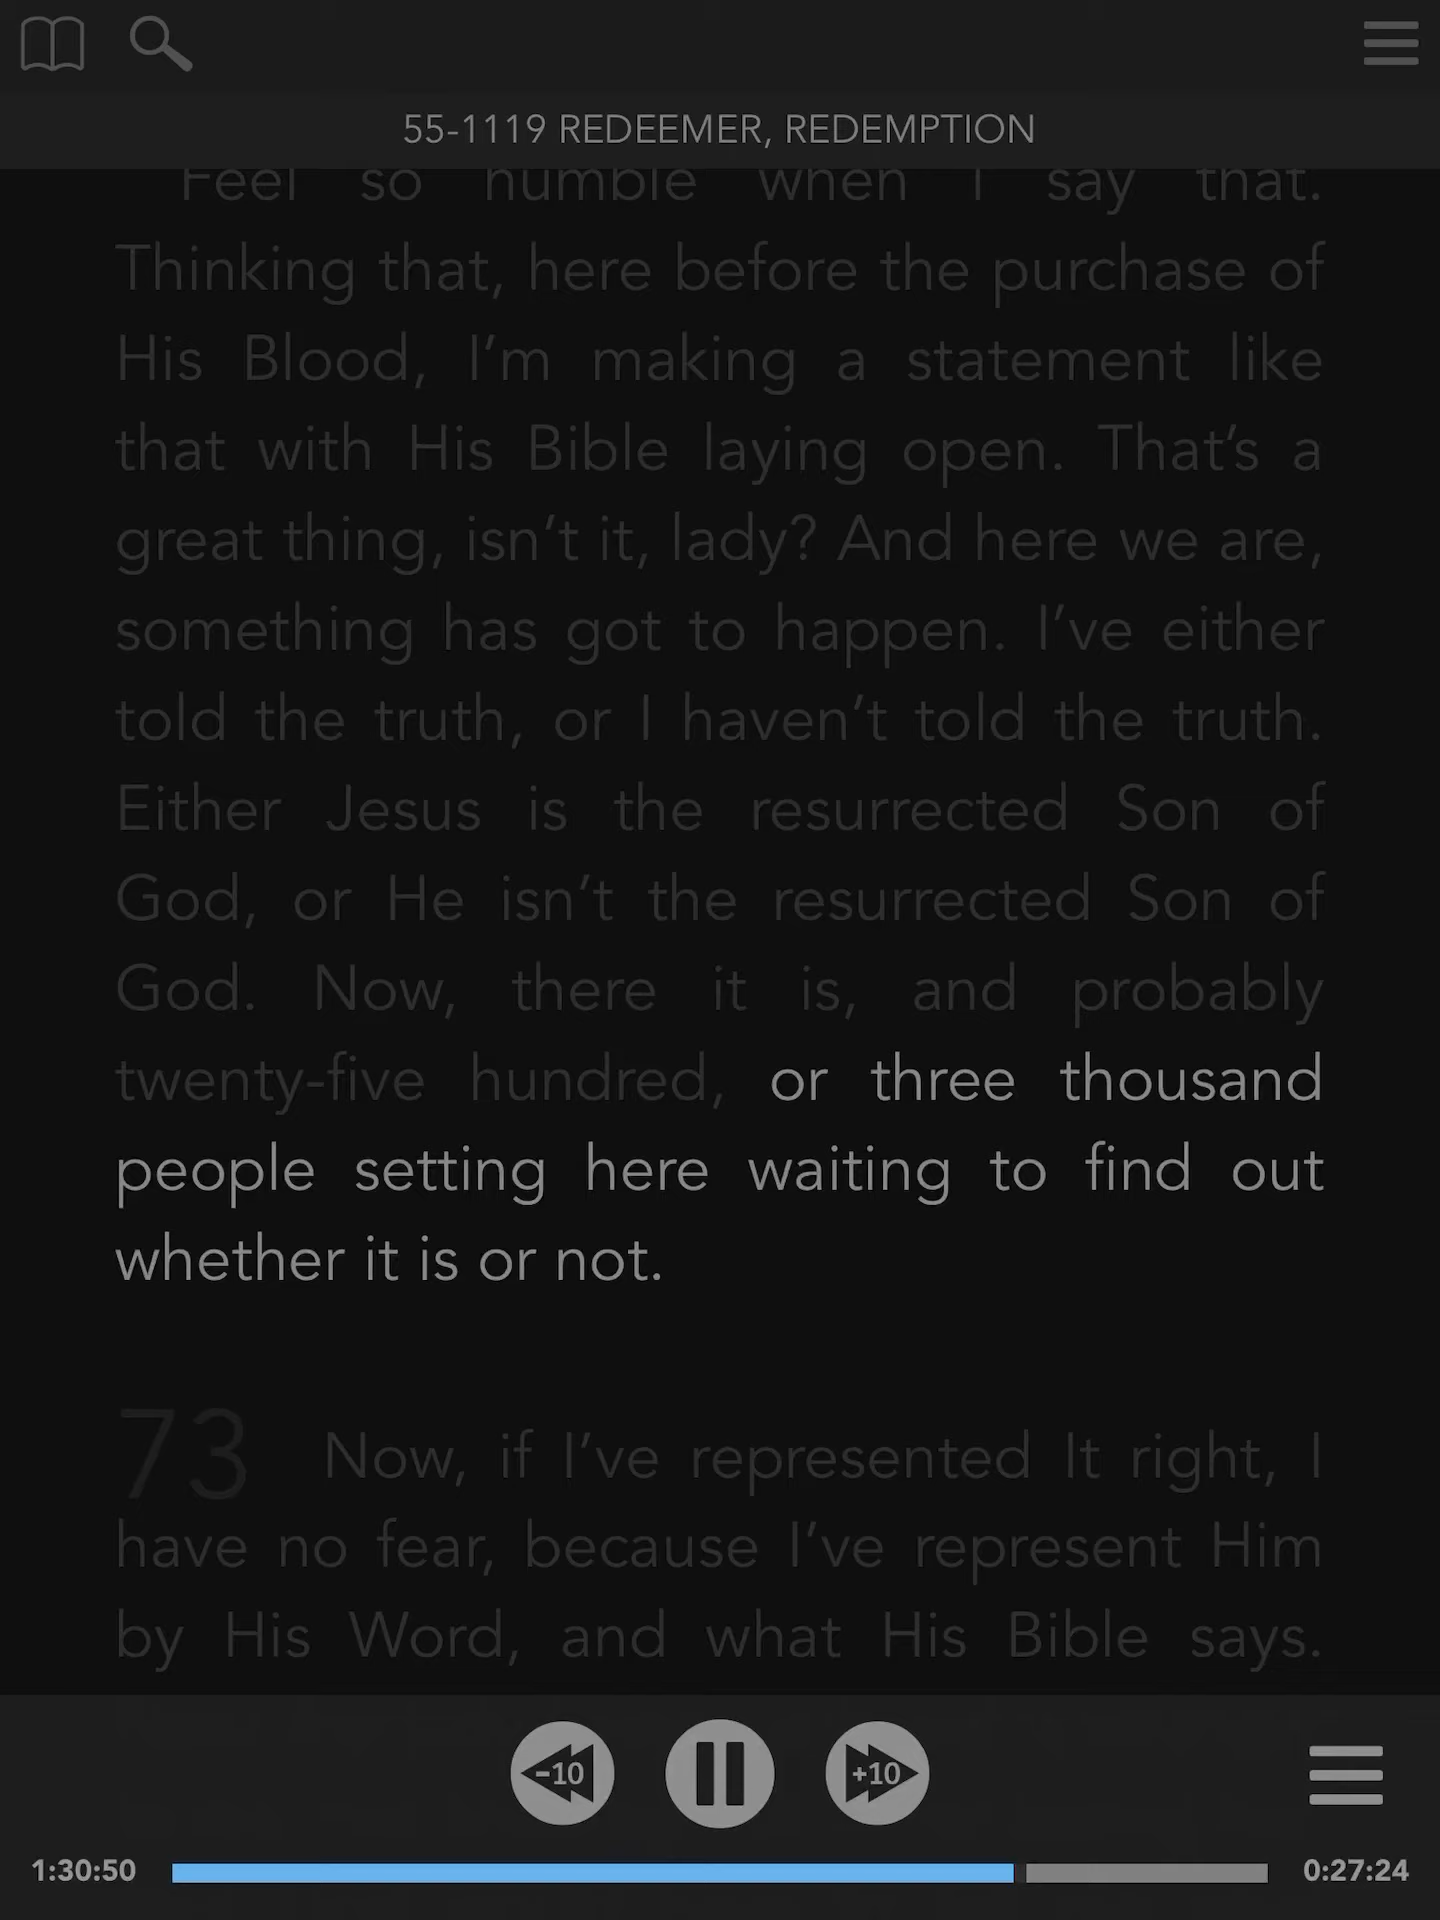 55-1119 REDEEMER, REDEMPTION
Feel so humble when I say that.
Thinking that, here before the purchase of
His Blood, I’m making a statement like
that with His Bible laying open. That’s a
great thing, isn’t it, lady? And here we are,
something has got to happen. I’ve either
told the truth, or I haven’t told the truth.
Either Jesus is the resurrected Son of
God, or He isn’t the resurrected Son of
God. Now, there it is, and probably
twenty-five hundred, or three thousand
people setting here waiting to find out
whether it is or not.
73 Now, if I’ve represented It right, I
have no fear, because I’ve represent Him
by His Word, and what His Bible says.
-10 +10
1:30:50 0:27:24